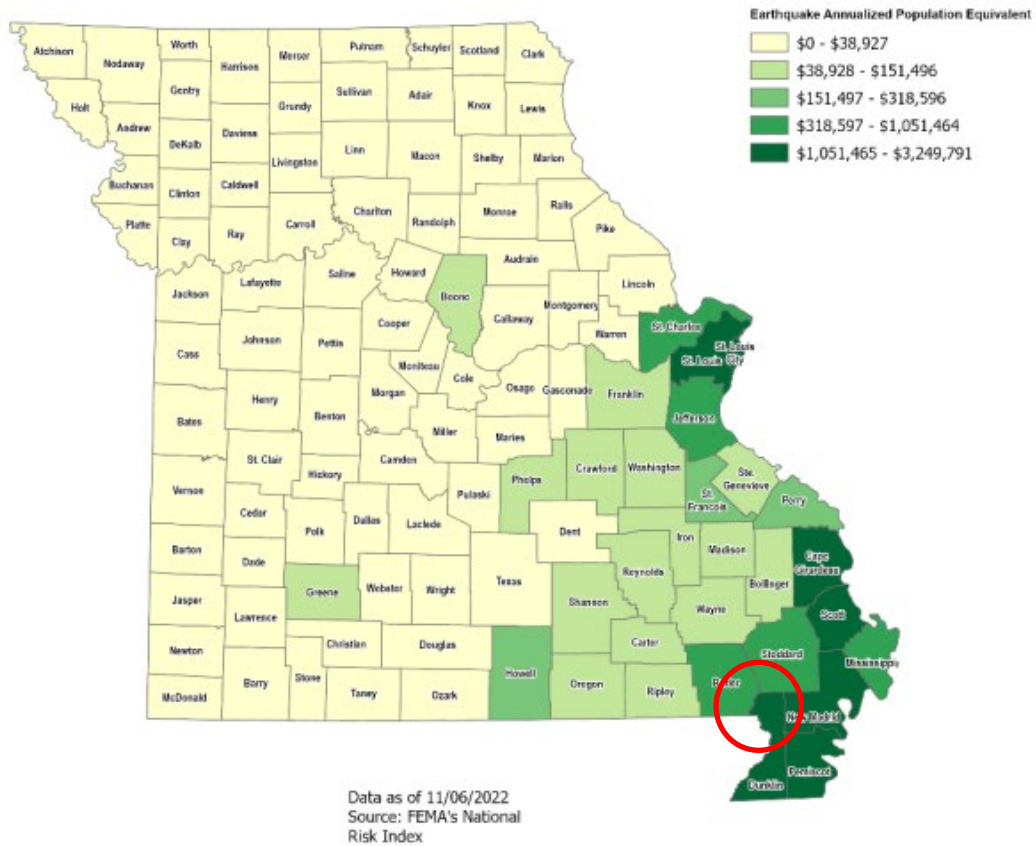 Earthquake Annualized Population Equivalent
$0 - $38,927
$38,928 - $151,496
$151,497 - $318,596
$318,597 - $1,051,464
$1,051,465 - $3,249,791
Atchison
Nodaway
Worth
Harrison
Mercer
Putnam
Schuyler
Scotland
Clark
Holt
Andrew
Gentry
DeKalb
Daviess
Grundy
Sullivan
Adair
Knox
Lewis
Buchanan
Clinton
Caldwell
Livingston
Linn
Macon
Shelby
Marion
Platte
Clay
Ray
Carroll
Chariton
Randolph
Monroe
Ralls
Pike
Jackson
Lafayette
Saline
Howard
Boone
Audrain
Callaway
Montgomery
Lincoln
Warren
St. Charles
St. Louis
St. Louis
City
Cass
Johnson
Pettis
Cooper
Moniteau
Cole
Osage
Gasconade
Franklin
Jefferson
Bates
Henry
Benton
Morgan
Miller
Maries
St. Clair
Hickory
Camden
Pulaski
Phelps
Crawford
Washington
Ste.
Genevieve
St.
Francois
Perry
Vernon
Cedar
Polk
Dallas
Laclede
Dent
Iron
Madison
Cape
Girardeau
Barton
Dade
Greene
Webster
Wright
Texas
Shannon
Reynolds
Wayne
Bollinger
Scott
Jasper
Lawrence
Christian
Douglas
Howell
Carter
Stoddard
Mississippi
Newton
McDonald
Barry
Stone
Taney
Ozark
Oregon
Ripley
Butler
New Madrid
Dunklin
Pemiscot
Data as of 11/06/2022
Source: FEMA's National
Risk Index